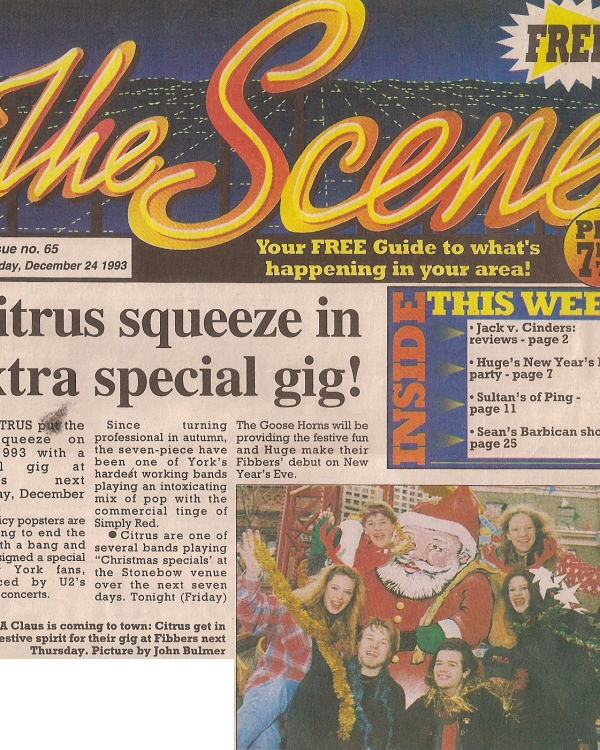 The Scene
FREE
ue no. 65
day, December 24 1993
Your FREE Guide to what's
happening in your area!
itrus squeeze in
xtra special gig!
TRUS put the
queeze on
993 with a
l gig at
s next
ay, December
icy popsters are
ng to end the
th a bang and
signed a special
York fans,
ced by U2's
concerts.
Since turning
professional in autumn,
the seven-piece have
been one of York's
hardest working bands
playing an intoxicating
mix of pop with the
commercial tinge of
Simply Red.
● Citrus are one of
several bands playing
"Christmas specials' at
the Stonebow venue
over the next seven
days. Tonight (Friday)
The Goose Horns will be
providing the festive fun
and Huge make their
Fibbers' debut on New
Year's Eve.
A Claus is coming to town: Citrus get in
estive spirit for their gig at Fibbers next
Thursday. Picture by John Bulmer
INSIDE
THIS WEE
• Jack v. Cinders:
reviews - page 2
• Huge's New Year's
party - page 7
• Sultan's of Ping -
page 11
• Sean's Barbican sho
page 25